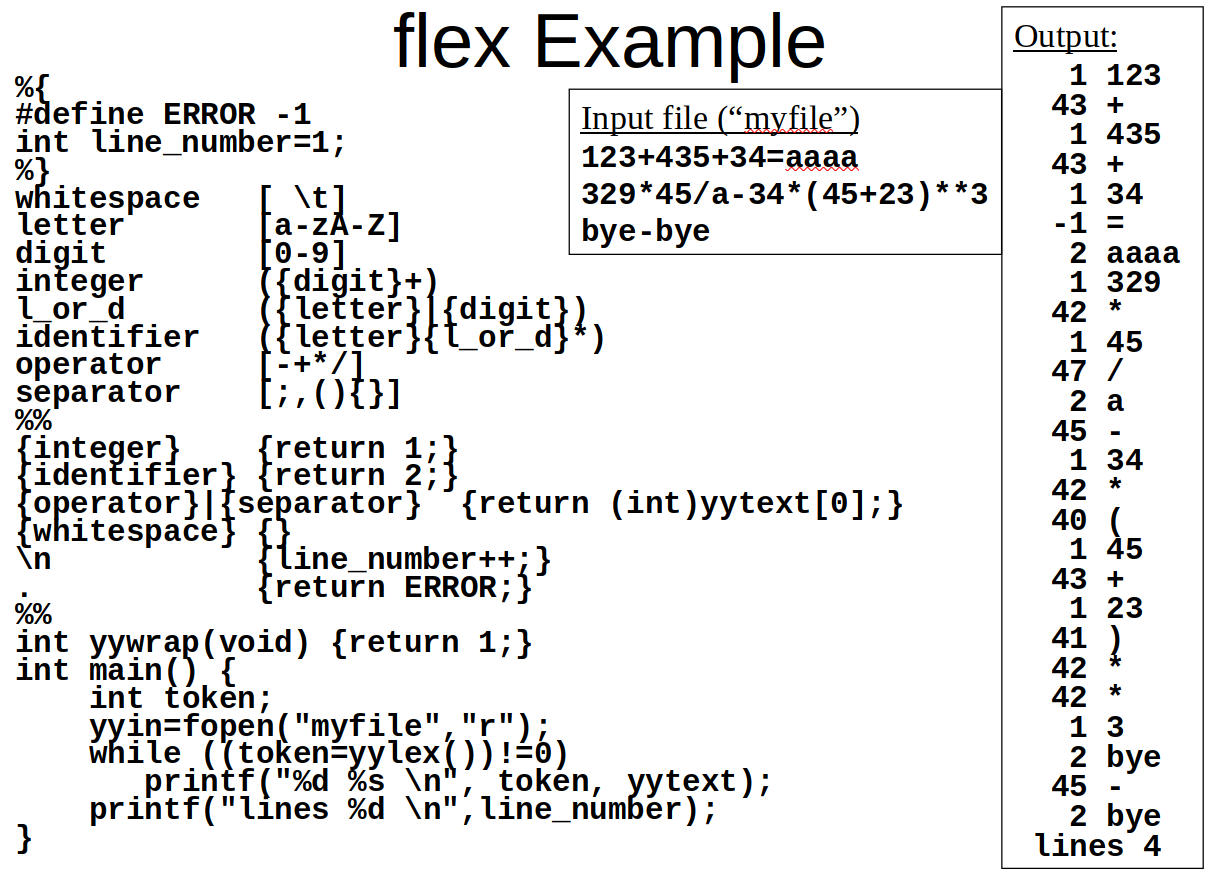 flex Example
%{
#define ERROR -1
int line_number=1;
%}
whitespace    [ \t]
letter        [a-zA-Z]
digit         [0-9]
integer       ({digit}+)
l_or_d        ({letter}|{digit})
identifier    ({letter}{l_or_d}*)
operator      [-+*/]
separator     [;,(){}]
%%
{integer}     {return 1;}
{identifier}  {return 2;}
{operator}|{separator}  {return (int)yytext[0];}
{whitespace}  {}
\n            {line_number++;}
.             {return ERROR;}
%%
int yywrap(void) {return 1;}
int main() {
    int token;
    yyin=fopen("myfile","r");
    while ((token=yylex())!=0)
       printf("%d %s \n", token, yytext);
    printf("lines %d \n",line_number);
}
Input file (“myfile”)
123+435+34=aaaa
329*45/a-34*(45+23)**3
bye-bye
Output:
1 123
43 +
1 435
43 +
1 34
-1 =
2 aaaa
1 329
42 *
1 45
47 /
2 a
45 -
1 34
42 *
40 (
1 45
43 +
1 23
41 )
42 *
42 *
1 3
2 bye
45 -
2 bye
lines 4